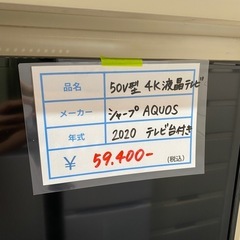 品名 50V型 4K液晶テレビ
メーカー シャープ AQUOS
年式 2020 テレビ台付き
¥ 59.400- (税込)